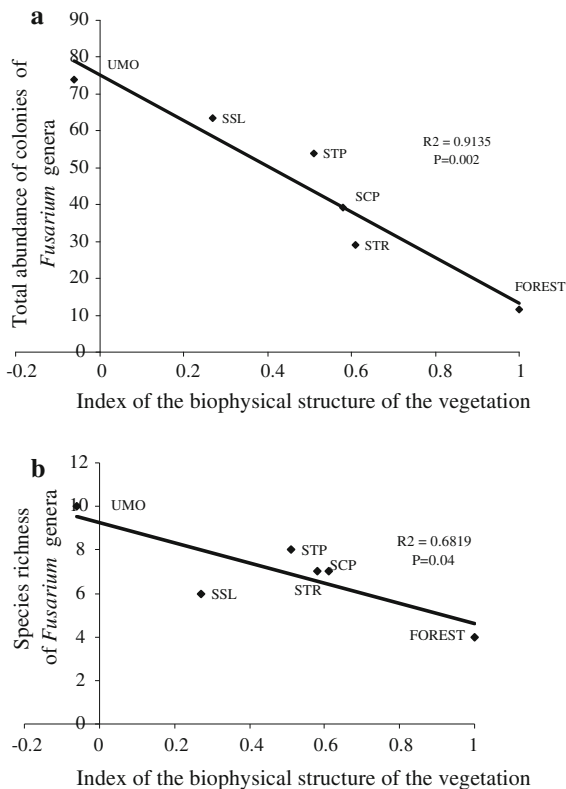 a
Total abundance of colonies of
Fusarium genera
90
80
70
60
50
40
30
20
10
0
UMO
SSL
STP
SCP
STR
FOREST
R2 = 0.9135
P=0.002
-0.2
0
0.2
0.4
0.6
0.8
1
Index of the biophysical structure of the vegetation
b
Species richness
of Fusarium genera
12
10
8
6
4
2
0
UMO
SSL
STP
SCP
STR
FOREST
R2 = 0.6819
P=0.04
-0.2
0
0.2
0.4
0.6
0.8
1
Index of the biophysical structure of the vegetation